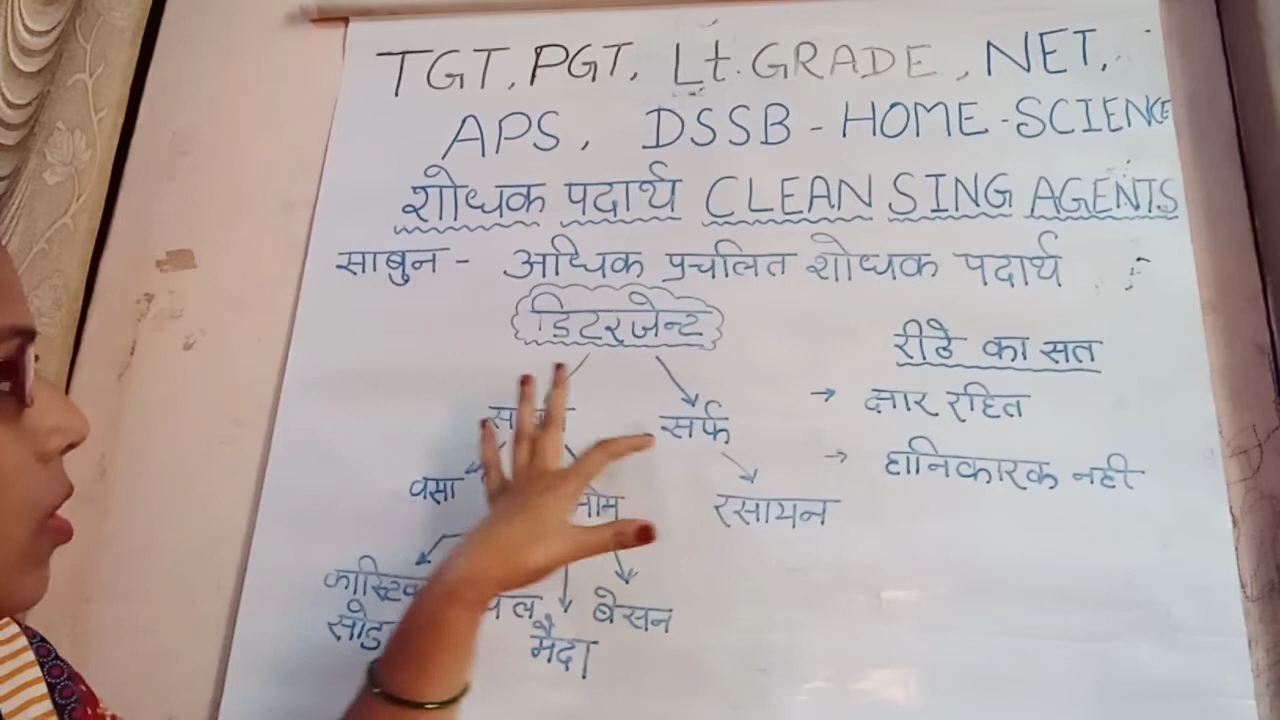 TGT, PGT, Lt. GRADE, NET,
APS, DSSB - HOME - SCIENCE
शोधक पदार्थ CLEANSING AGENTS
साबुन - अधिक प्रचलित शोधक पदार्थ
डिटरजेन्ट
रीठे का सत
→ क्षार रहित
सर्फ
→ हानिकारक नही
वसा
रसायन
बेसन
मैदा